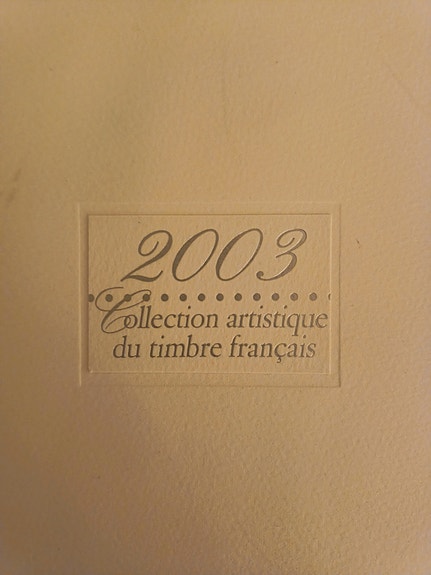 2003
Collection artistique
du timbre français